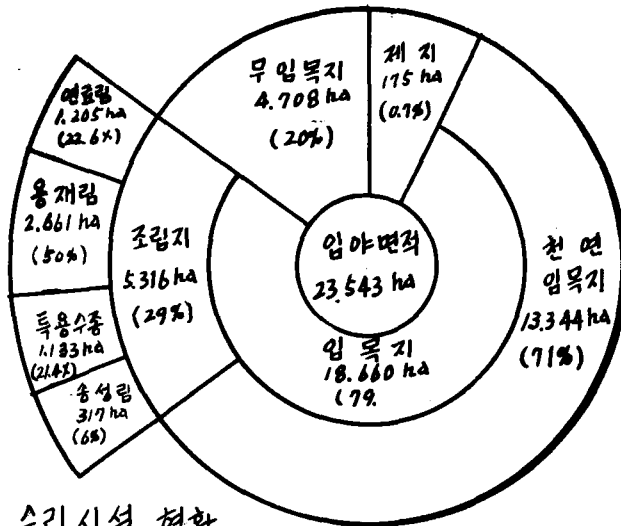 무입목지
4.708 ha
(20%)
제 지
175 ha
(0.7%)
연료림
1.205 ha
(22.6%)
용재림
2.661 ha
(50%)
특용수종
1.133 ha
(21.4%)
송성림
317 ha
(6%)
조림지
5.316 ha
(29%)
임야면적
23.543 ha
임 목 지
18.660 ha
(79.
천 연
임목지
13.344 ha
(71%)
수리시설 현황